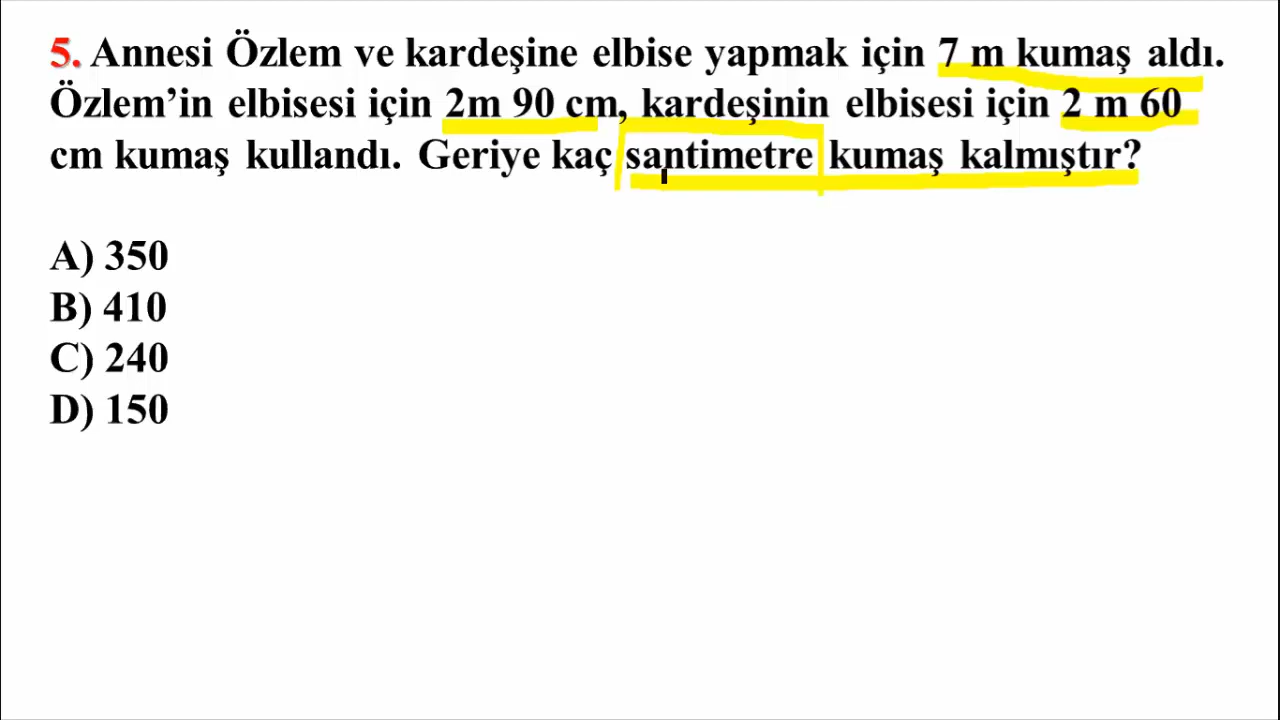 5. Annesi Özlem ve kardeşine elbise yapmak için 7 m kumaş aldı.
Özlem’in elbisesi için 2m 90 cm, kardeşinin elbisesi için 2 m 60
cm kumaş kullandı. Geriye kaç santimetre kumaş kalmıştır?
A) 350
B) 410
C) 240
D) 150